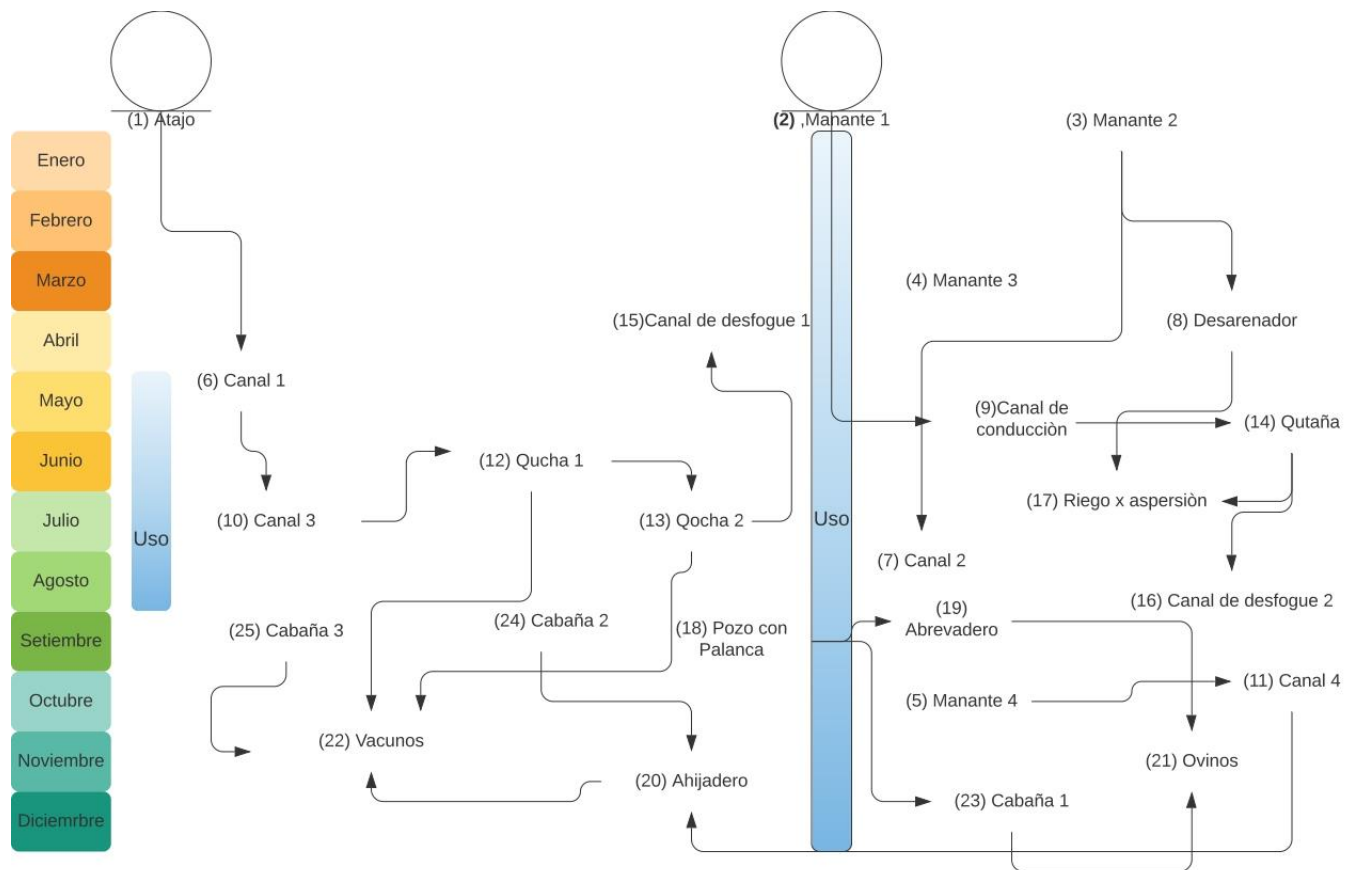 (1) Atajo
(2) ,Manante 1
(3) Manante 2
Enero
Febrero
Marzo
(4) Manante 3
(15)Canal de desfogue 1
(8) Desarenador
Abril
(6) Canal 1
Mayo
(9)Canal de
conducciòn
(14) Qutaña
Junio
(12) Qucha 1
(17) Riego x aspersiòn
Julio
(10) Canal 3
(13) Qocha 2
Uso
Uso
(7) Canal 2
Agosto
(16) Canal de desfogue 2
(19)
Abrevadero
Setiembre
(25) Cabaña 3
(24) Cabaña 2
(18) Pozo con
Palanca
(11) Canal 4
Octubre
(5) Manante 4
(22) Vacunos
Noviembre
(21) Ovinos
(20) Ahijadero
(23) Cabaña 1
Diciemrbre